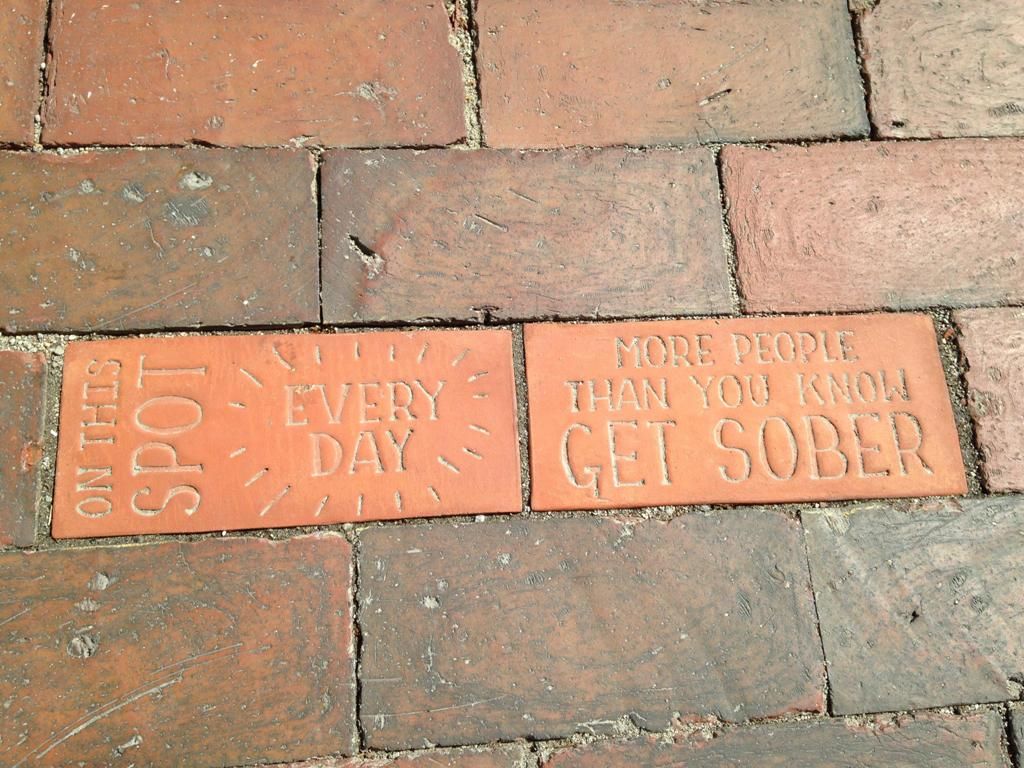 ON THIS
SPOT
EVERY
DAY
MORE PEOPLE
THAN YOU KNOW
GET SOBER